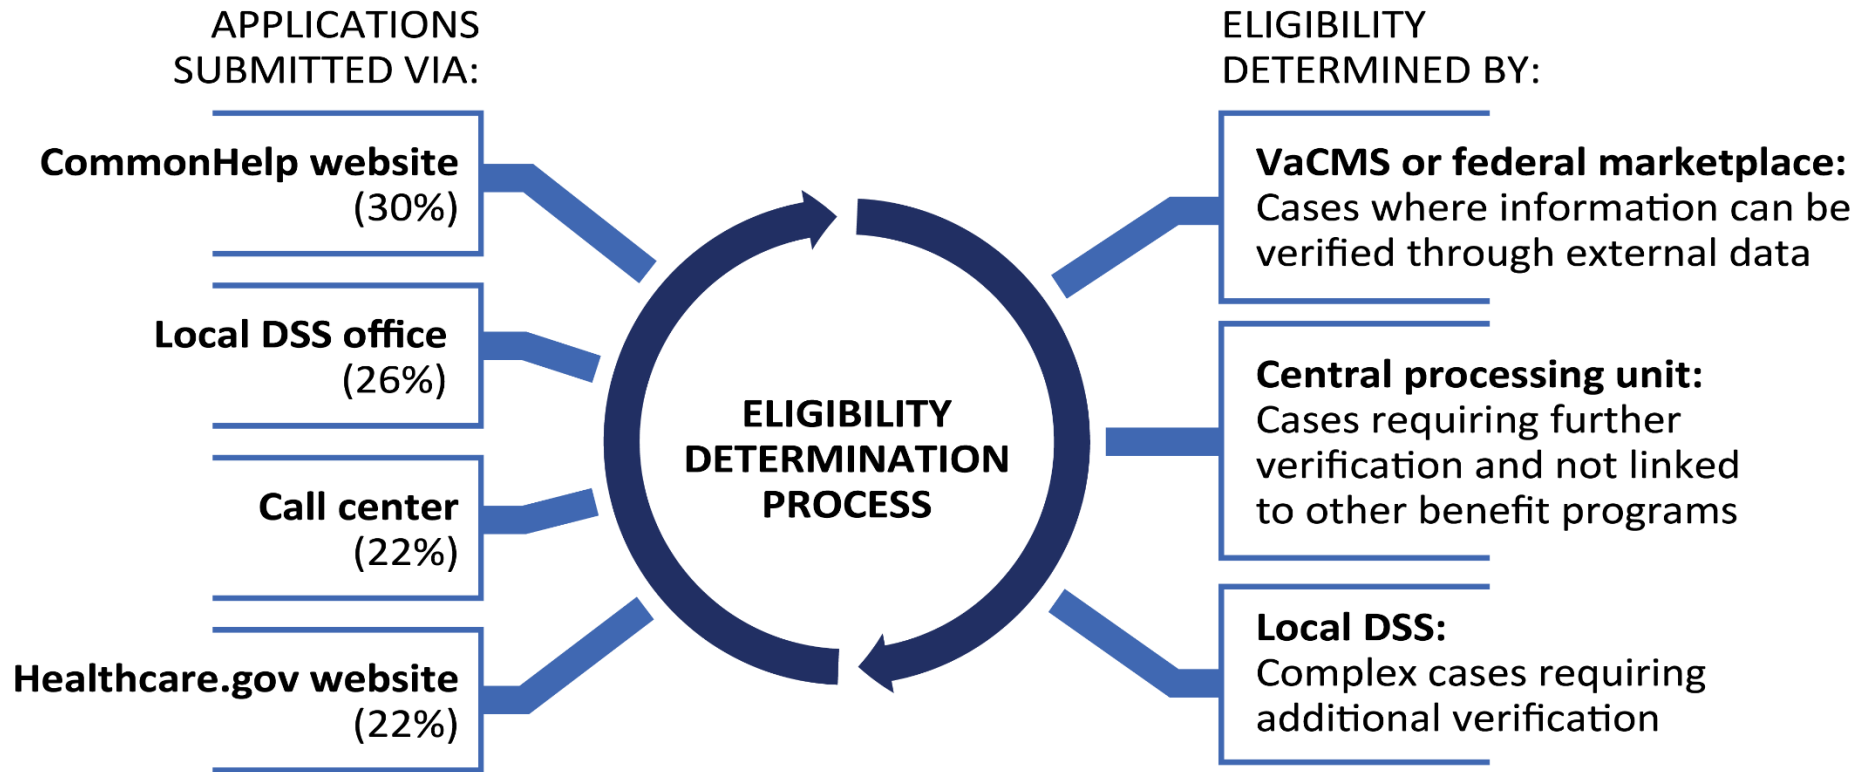 APPLICATIONS
SUBMITTED VIA:
CommonHelp website
(30%)
Local DSS office
(26%)
Call center
(22%)
Healthcare.gov website
(22%)
ELIGIBILITY
DETERMINATION
PROCESS
ELIGIBILITY
DETERMINED BY:
VaCMS or federal marketplace:
Cases where information can be
verified through external data
Central processing unit:
Cases requiring further
verification and not linked
to other benefit programs
Local DSS:
Complex cases requiring
additional verification